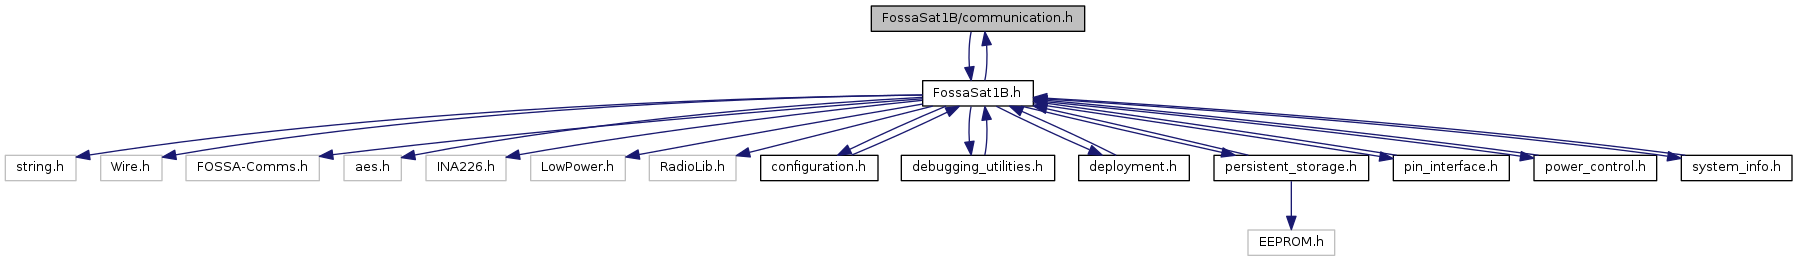 FossaSat1B/communication.h
FossaSat1B.h
string.h
Wire.h
FOSSA-Comms.h
aes.h
INA226.h
LowPower.h
RadioLib.h
configuration.h
debugging_utilities.h
deployment.h
persistent_storage.h
pin_interface.h
power_control.h
system_info.h
EEPROM.h